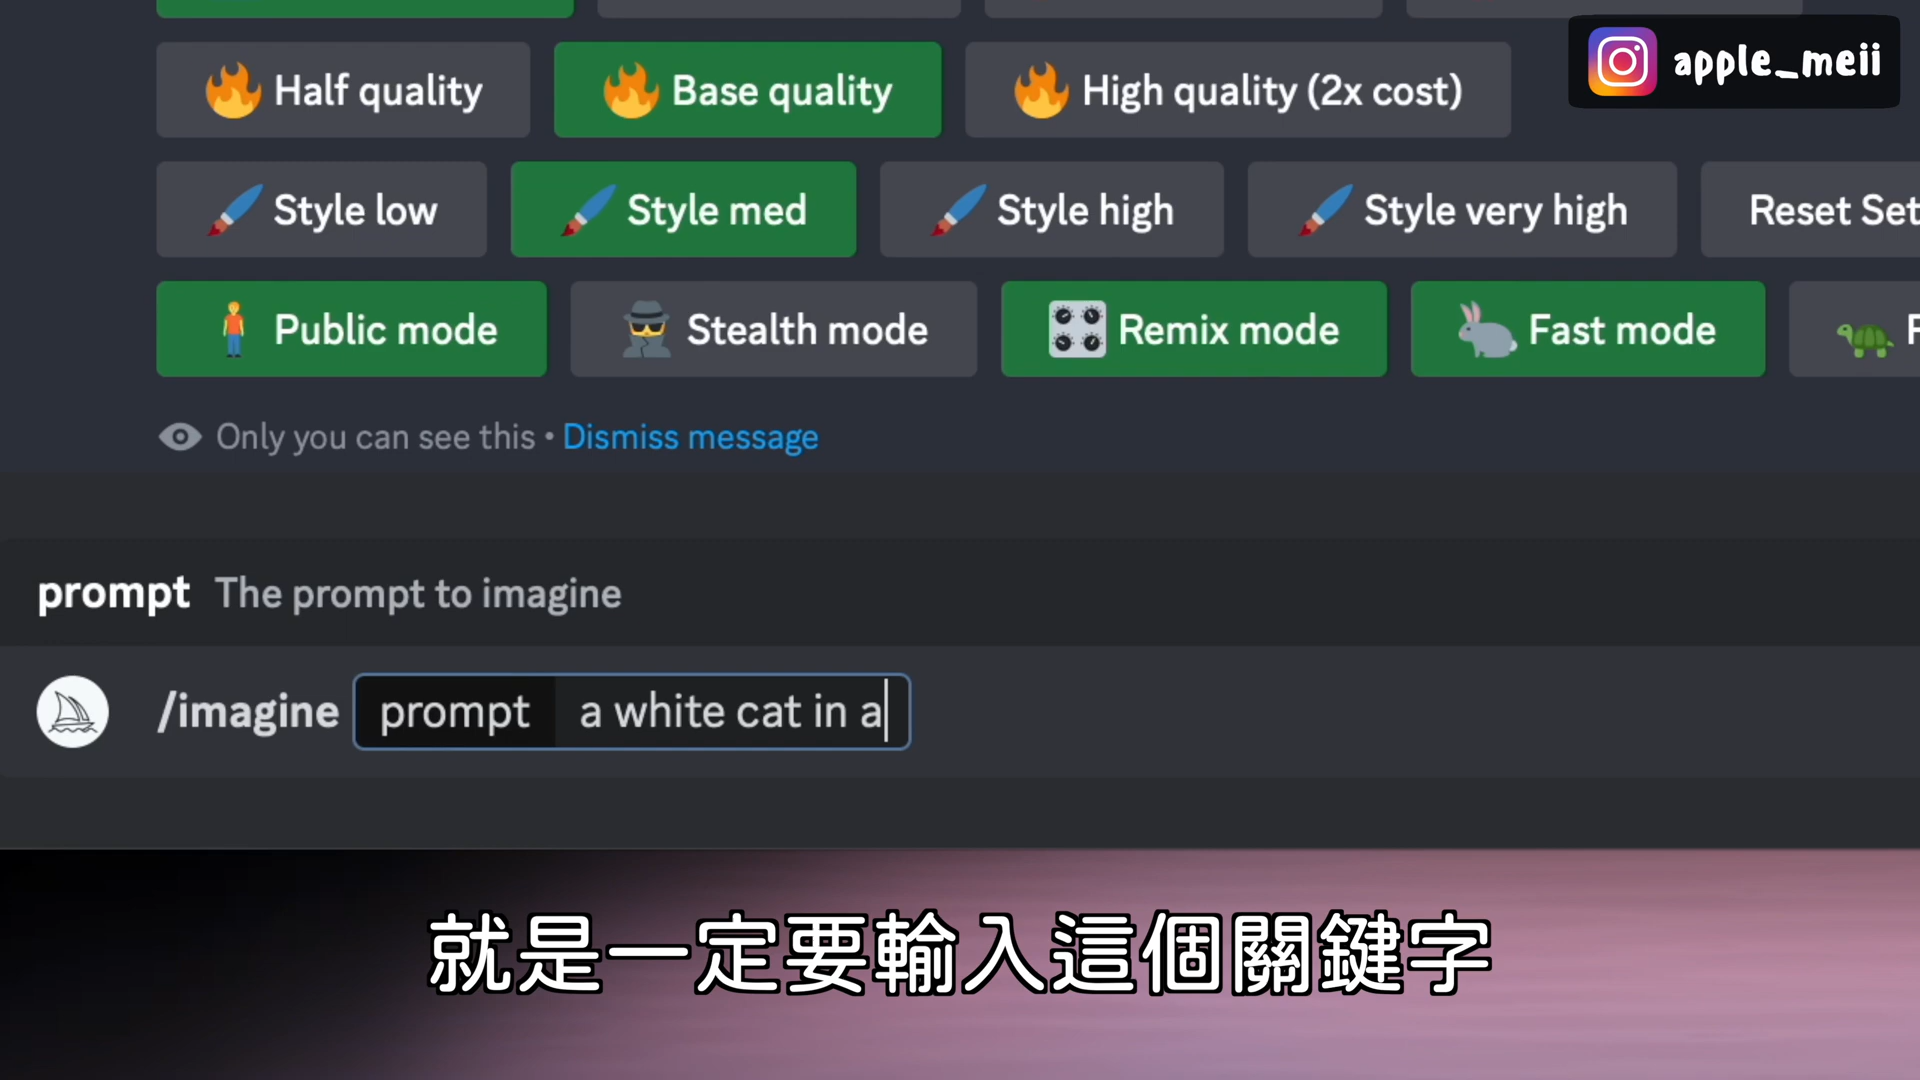 apple_meii
Half quality Base quality High quality (2x cost)
Style low Style med Style high Style very high Reset Set
Public mode Stealth mode Remix mode Fast mode
Only you can see this • Dismiss message
prompt The prompt to imagine
/imagine prompt a white cat in a
就是一定要輸入這個關鍵字